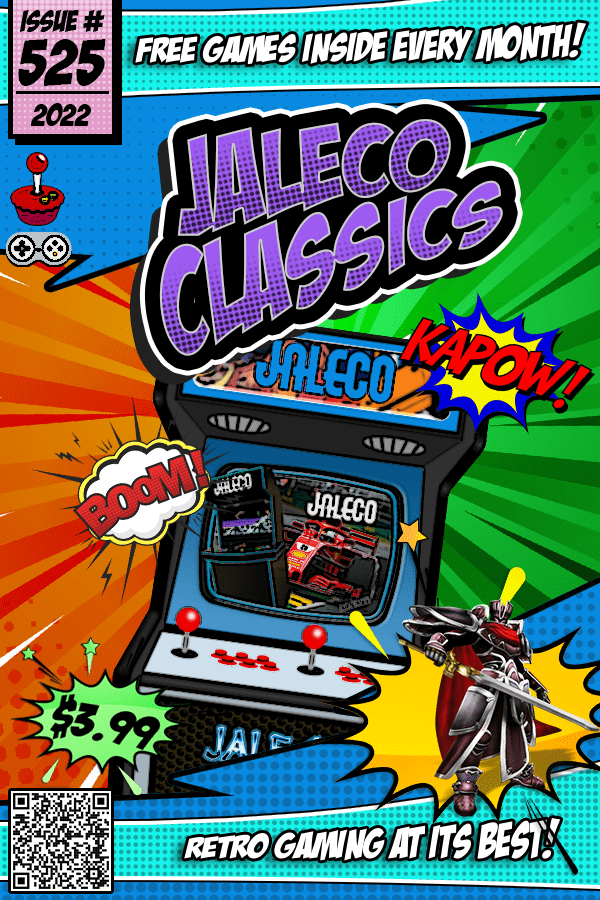 ISSUE #
525
2022
FREE GAMES INSIDE EVERY MONTH!
JALECO
CLASSICS
JALECO
KAPOW!
BOOM!
JALECO
JALECO
$3.99
RETRO GAMING AT ITS BEST!